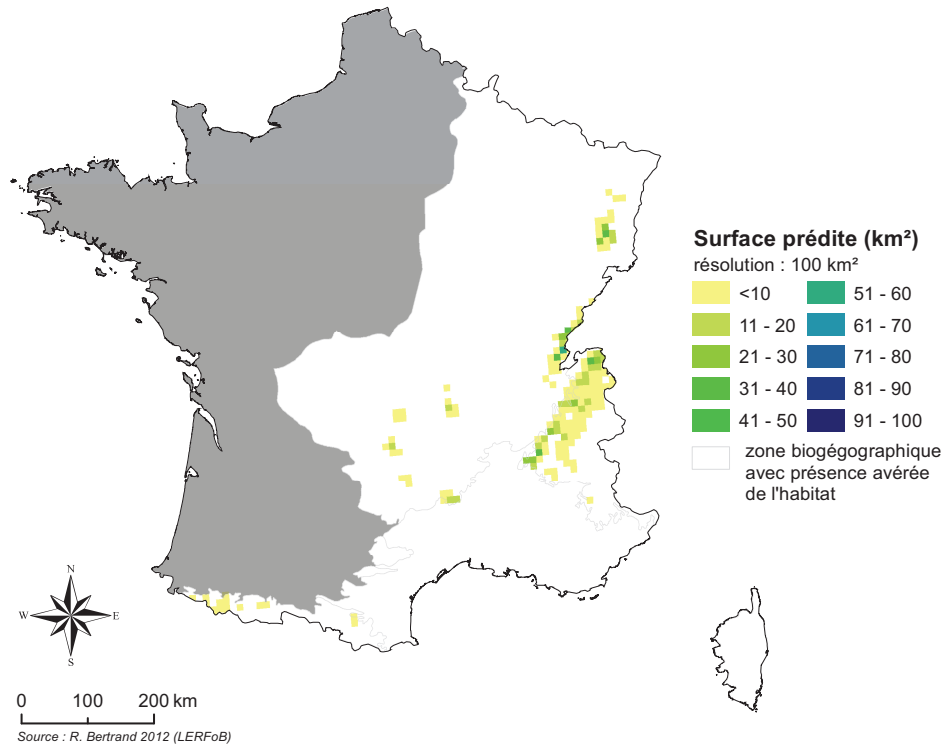 Surface prédite (km²)
résolution : 100 km²
<10
11 - 20
21 - 30
31 - 40
41 - 50
51 - 60
61 - 70
71 - 80
81 - 90
91 - 100
zone biogégographique
avec présence avérée
de l'habitat
N
W
E
S
0 100 200 km
Source : R. Bertrand 2012 (LERFoB)